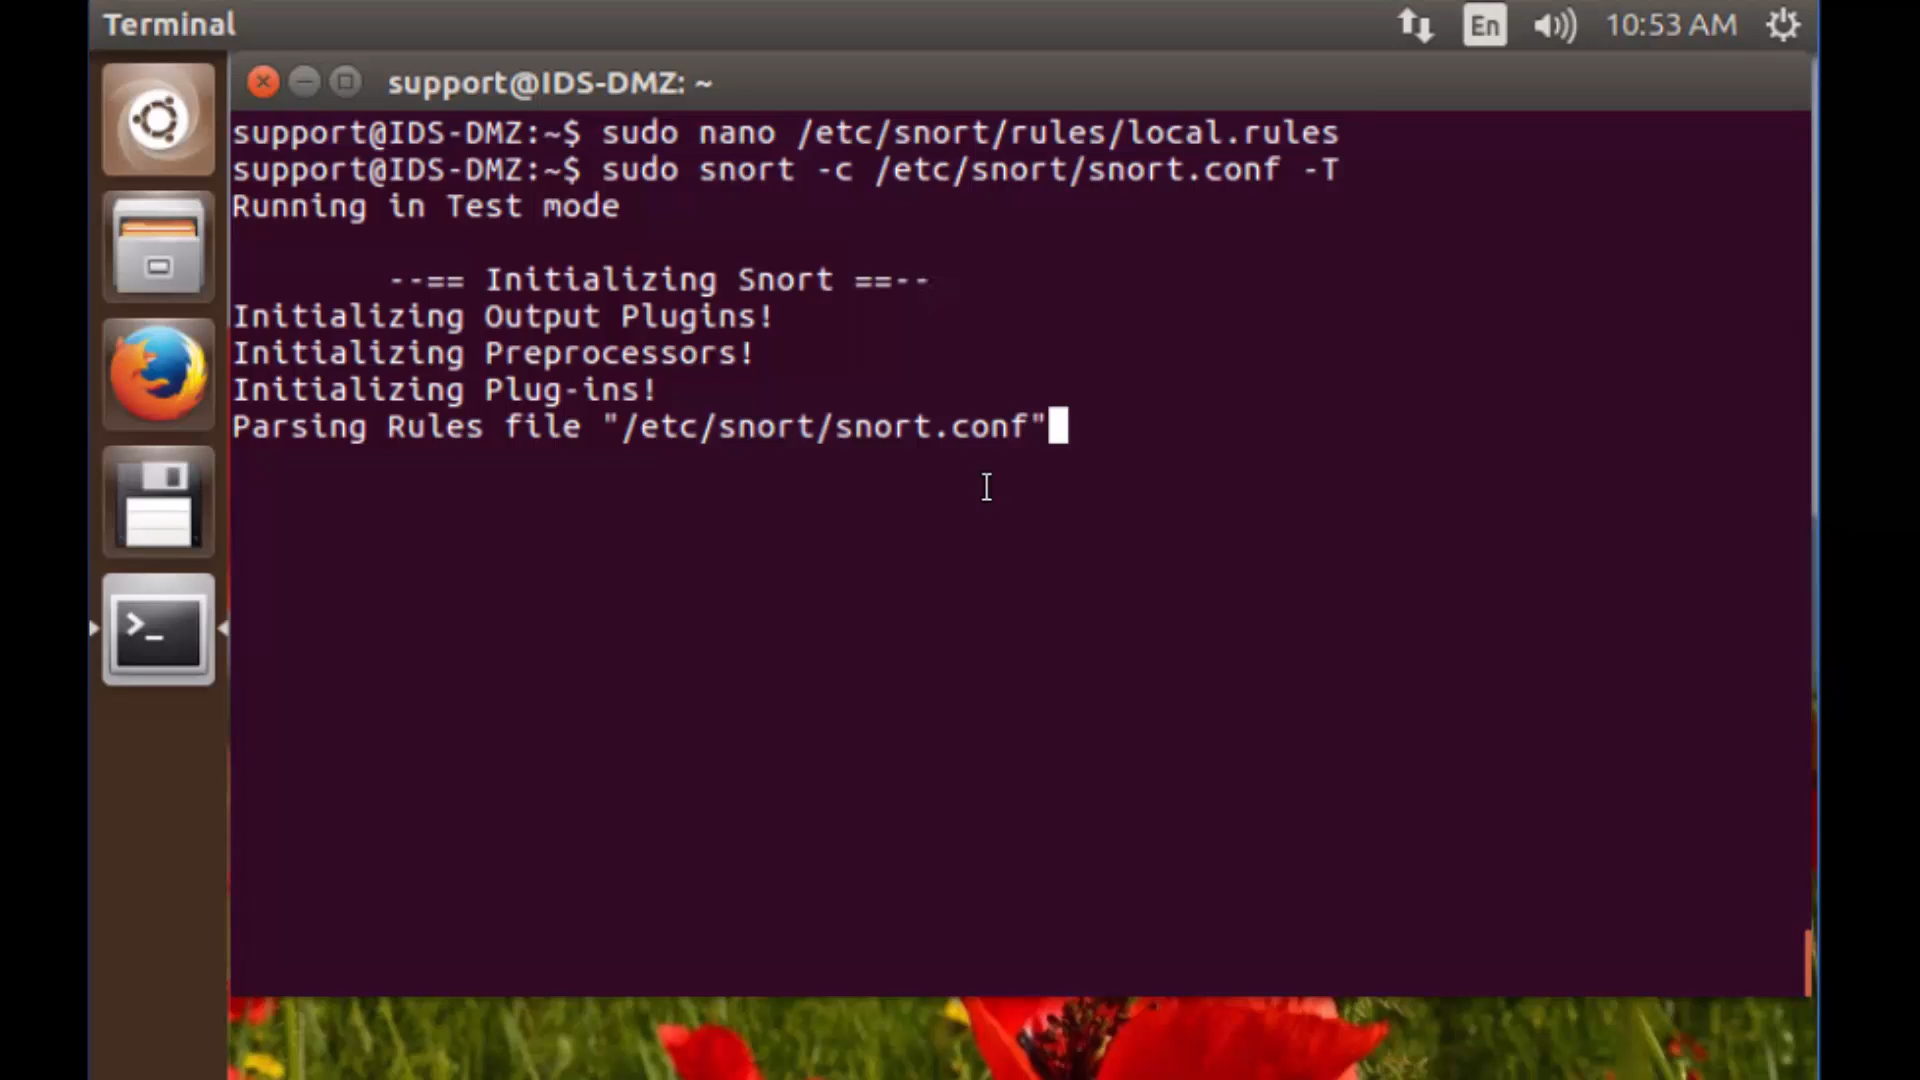 Terminal
En
10:53 AM
support@IDS-DMZ: ~
support@IDS-DMZ:~$ sudo nano /etc/snort/rules/local.rules
support@IDS-DMZ:~$ sudo snort -c /etc/snort/snort.conf -T
Running in Test mode
--== Initializing Snort ==--
Initializing Output Plugins!
Initializing Preprocessors!
Initializing Plug-ins!
Parsing Rules file "/etc/snort/snort.conf"
>_